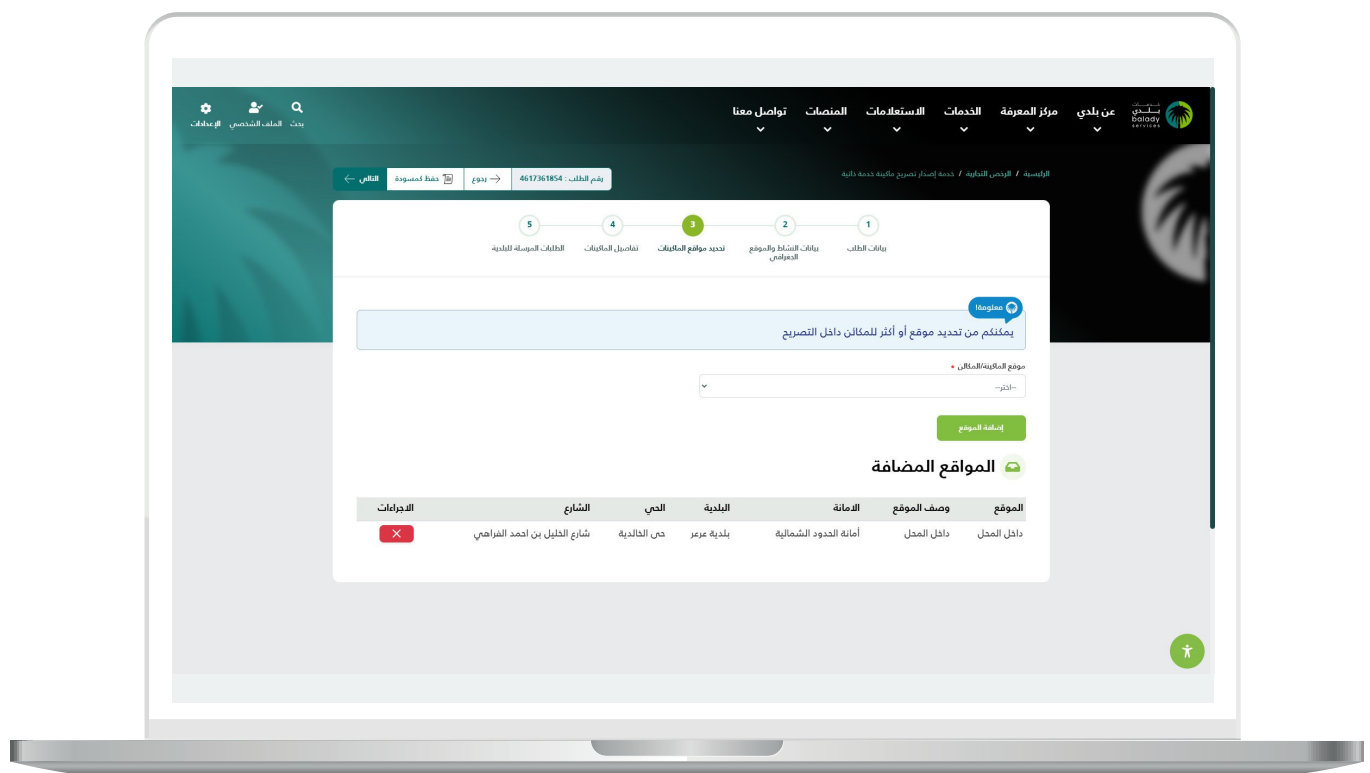 خدمات
بلدي
balady
services
عن بلدي
مركز المعرفة
الخدمات
الاستعلامات
المنصات
تواصل معنا
بحث
الملف الشخصي
الإعدادات
الرئيسية / الرخص التجارية / خدمة إصدار تصريح ماكينة خدمة ذاتية
رقم الطلب : 4617361854
رجوع
حفظ كمسودة
التالي
1
بيانات الطلب
2
بيانات النشاط والموقع
الجغرافي
3
تحديد مواقع الماكينات
4
تفاصيل الماكينات
5
الطلبات المرسلة للبلدية
معلومة!
يمكنكم من تحديد موقع أو أكثر للمكائن داخل التصريح
موقع الماكينة/المكائن *
--اختر--
إضافة الموقع
المواقع المضافة
الموقع وصف الموقع الامانة البلدية الحي الشارع الاجراءات
داخل المحل داخل المحل أمانة الحدود الشمالية بلدية عرعر حى الخالدية شارع الخليل بن احمد الفراهي